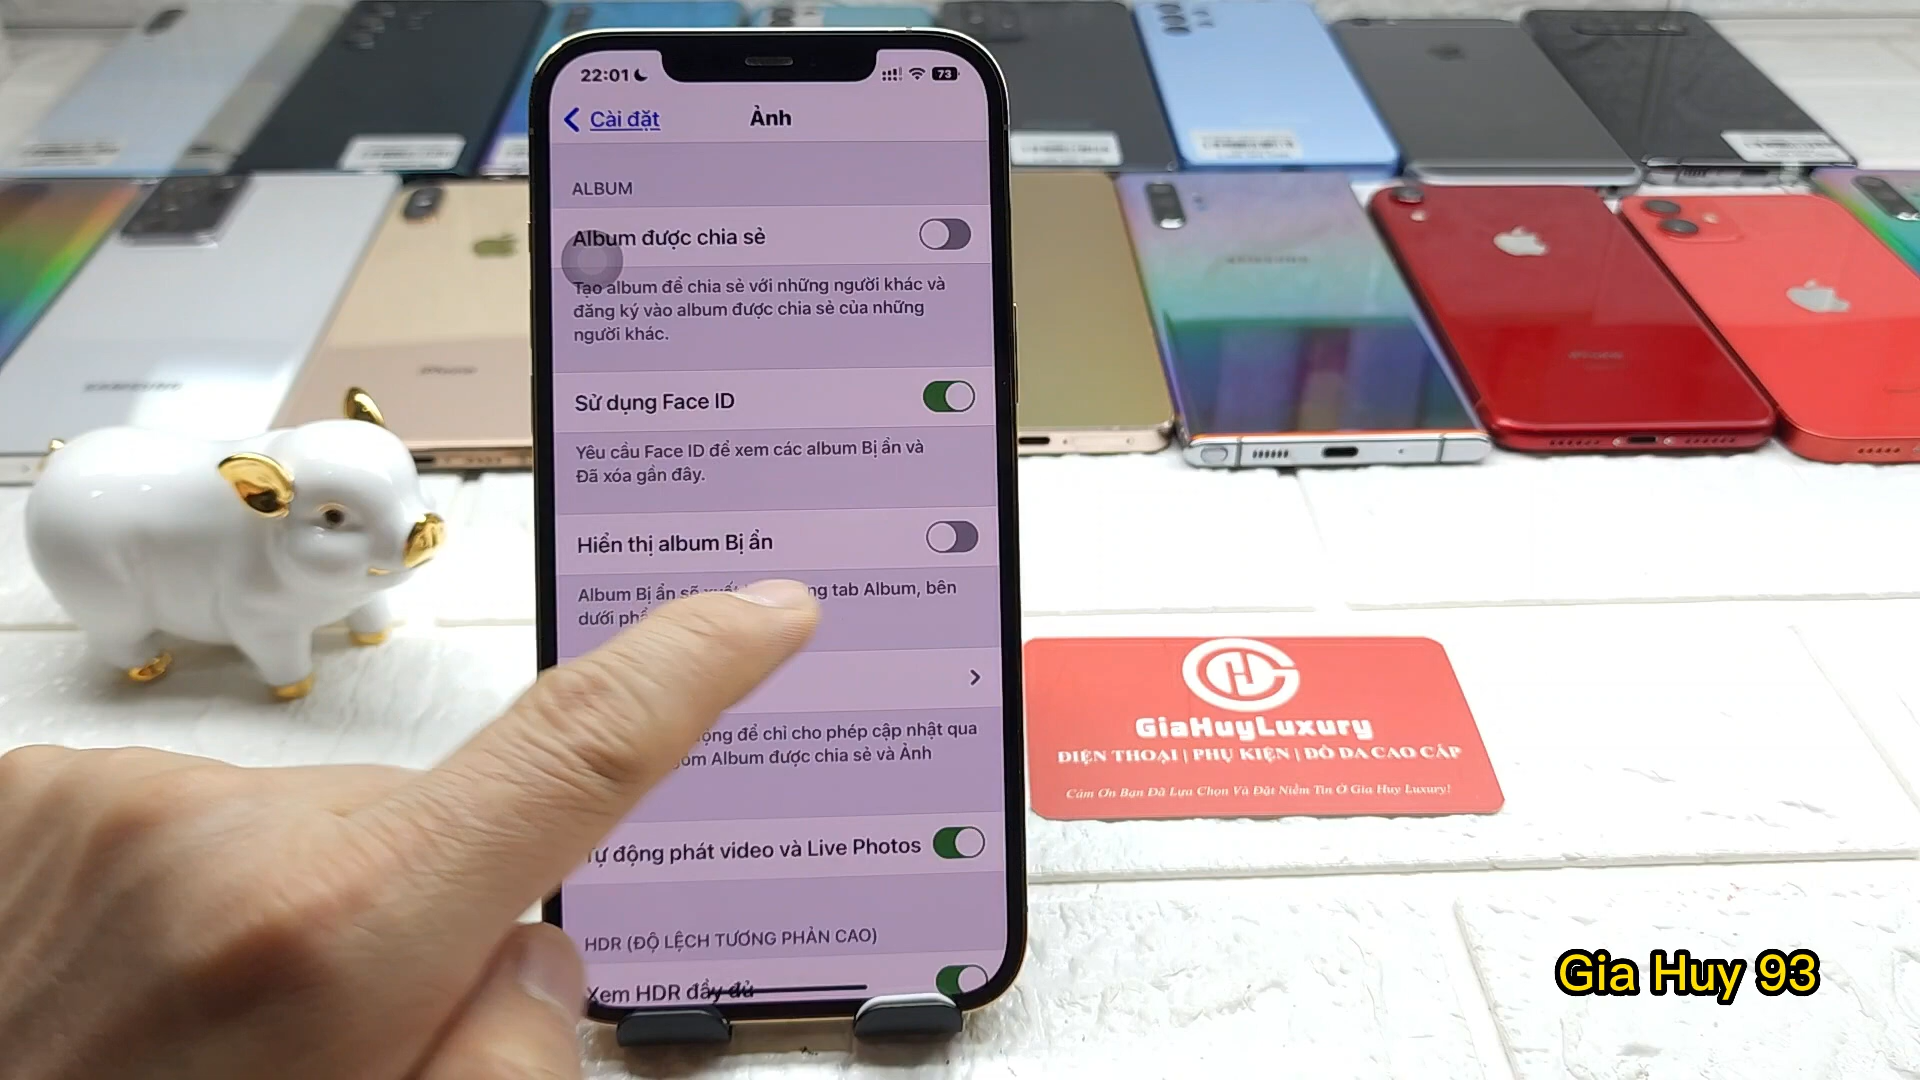 22:01
73
Cài đặt
Ảnh
ALBUM
Album được chia sẻ
Tạo album để chia sẻ với những người khác và
đăng ký vào album được chia sẻ của những
người khác.
Sử dụng Face ID
Yêu cầu Face ID để xem các album Bị ẩn và
Đã xóa gần đây.
Hiển thị album Bị ẩn
Album Bị ẩn sẽ tab Album, bên
dưới
để chỉ cho phép cập nhật qua
Album được chia sẻ và Ảnh
Tự động phát video và Live Photos
HDR (ĐỘ LỆCH TƯƠNG PHẢN CAO)
Xem HDR đầy đủ
SAMSUNG
iPhone
GiaHuyLuxury
ĐIỆN THOẠI | PHỤ KIỆN | ĐỒ DA CAO CẤP
Cảm Ơn Bạn Đã Lựa Chọn Và Đặt Niềm Tin Ở Gia Huy Luxury!
Gia Huy 93